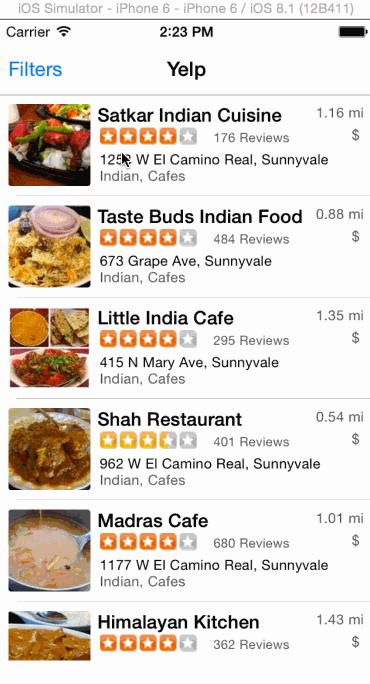 iOS Simulator - iPhone 6 - iPhone 6 / iOS 8.1 (12B411)
Carrier 2:23 PM
Filters Yelp
Satkar Indian Cuisine 1.16 mi
176 Reviews $
W El Camino Real, Sunnyvale
Indian, Cafes
Taste Buds Indian Food 0.88 mi
484 Reviews $
673 Grape Ave, Sunnyvale
Indian, Cafes
Little India Cafe 1.35 mi
295 Reviews $
415 N Mary Ave, Sunnyvale
Indian, Cafes
Shah Restaurant 0.54 mi
401 Reviews $
962 W El Camino Real, Sunnyvale
Indian, Cafes
Madras Cafe 1.01 mi
680 Reviews $
1177 W El Camino Real, Sunnyvale
Indian, Cafes
Himalayan Kitchen 1.43 mi
362 Reviews $